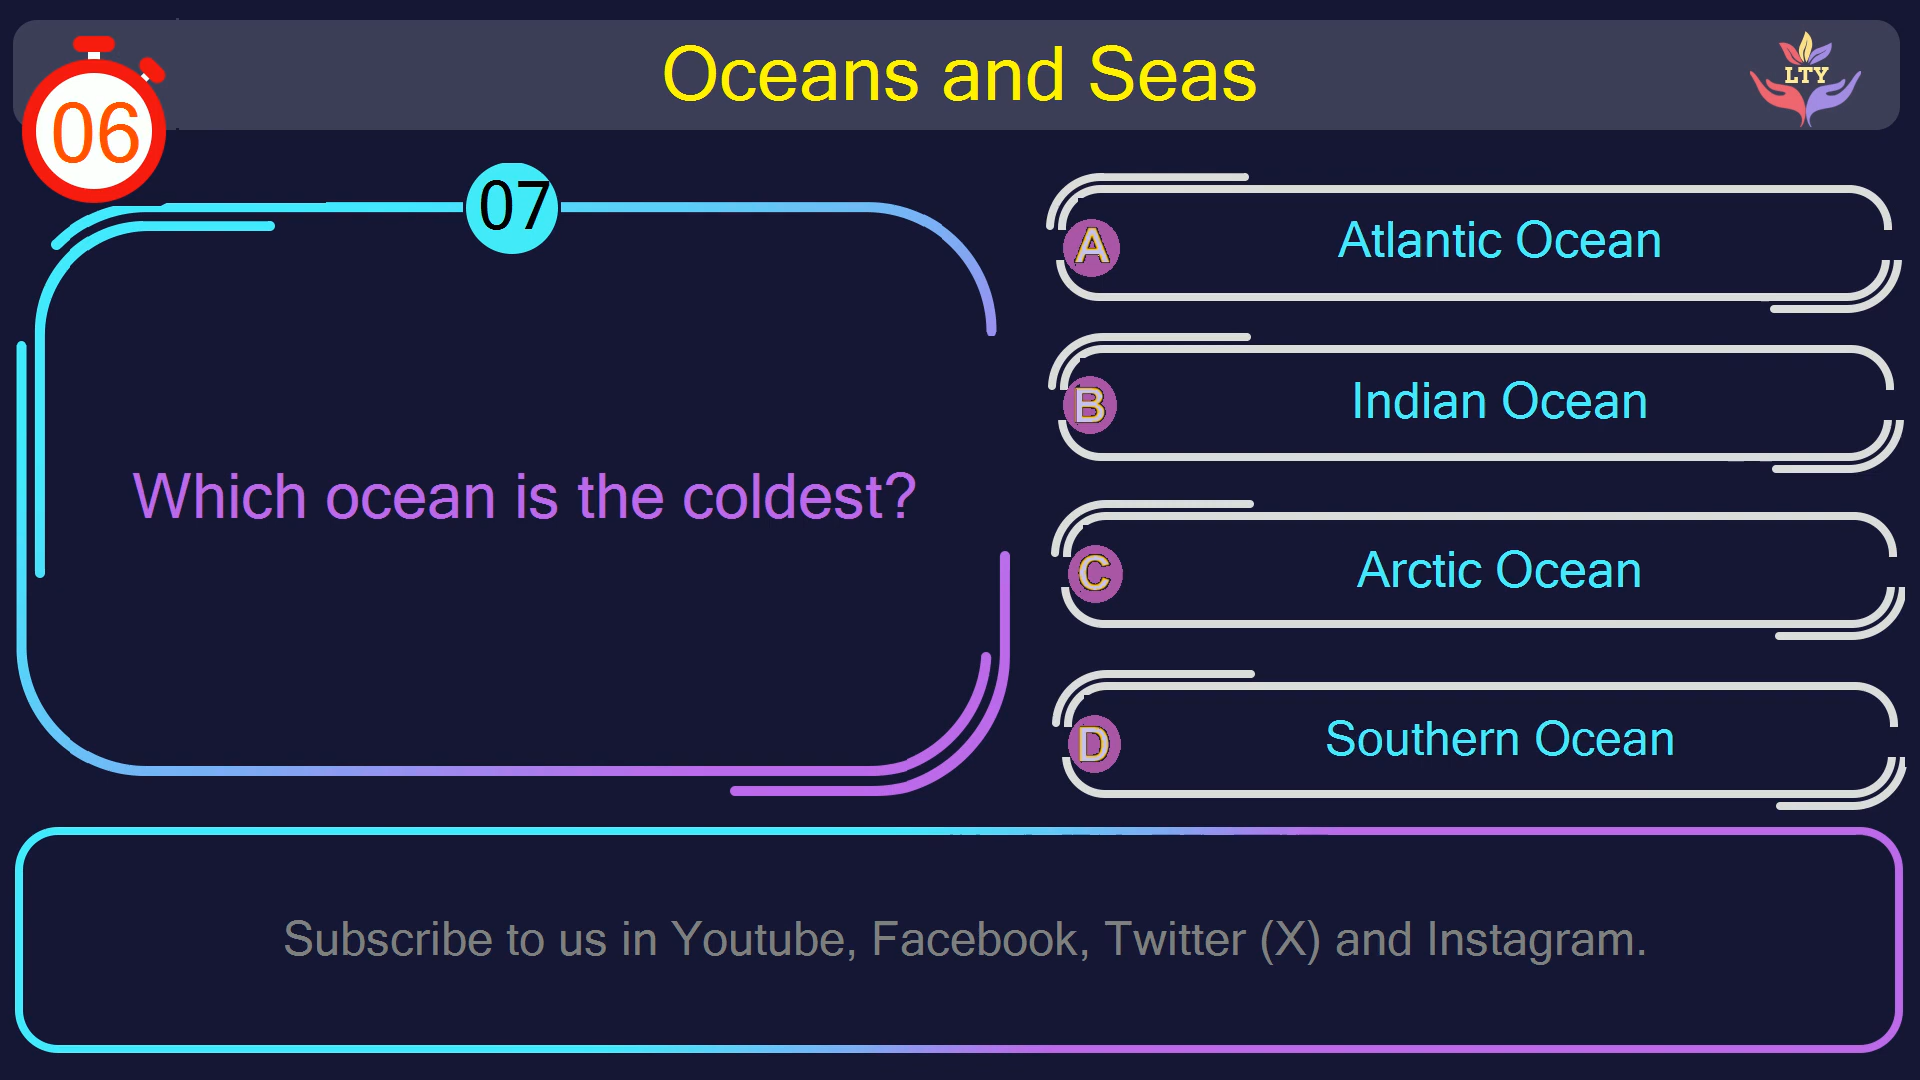 Oceans and Seas
LTY
06
07
Which ocean is the coldest?
A
Atlantic Ocean
B
Indian Ocean
C
Arctic Ocean
D
Southern Ocean
Subscribe to us in Youtube, Facebook, Twitter (X) and Instagram.